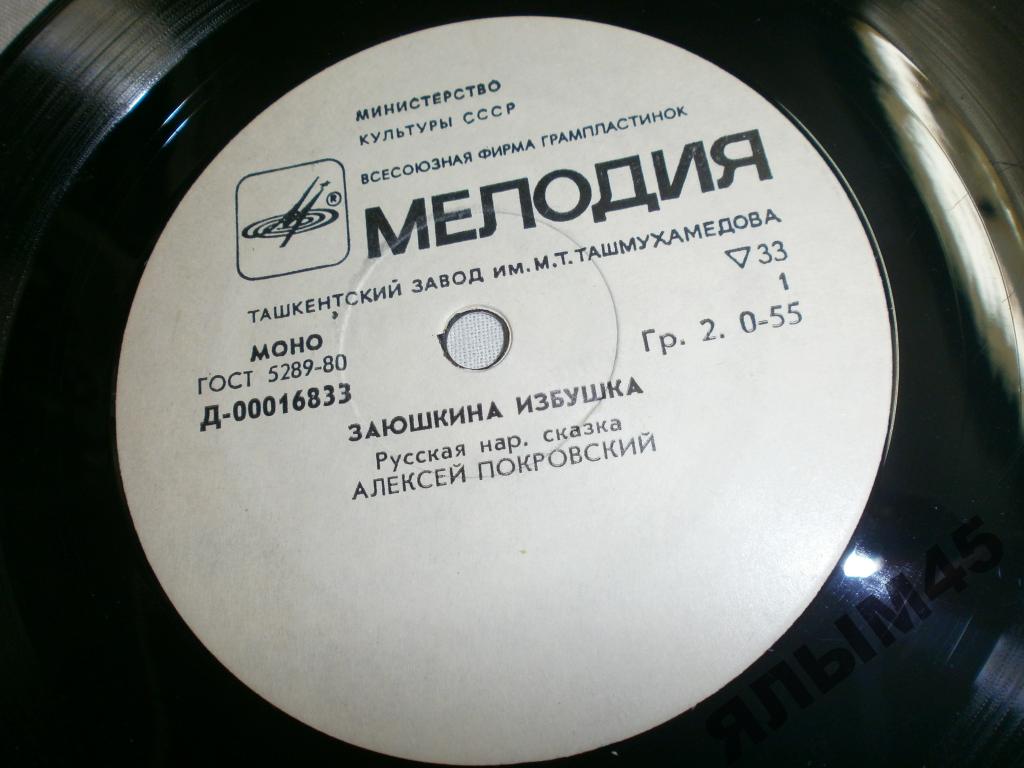 МИНИСТЕРСТВО
КУЛЬТУРЫ СССР
ВСЕСОЮЗНАЯ ФИРМА ГРАМПЛАСТИНОК
®
МЕЛОДИЯ
ТАШКЕНТСКИЙ ЗАВОД ИМ. М.Т. ТАШМУХАМЕДОВА
▽33
МОНО
1
ГОСТ 5289-80
Гр. 2. 0-55
Д-00016833
ЗАЮШКИНА ИЗБУШКА
Русская нар. сказка
АЛЕКСЕЙ ПОКРОВСКИЙ
ЯЛЫМ45